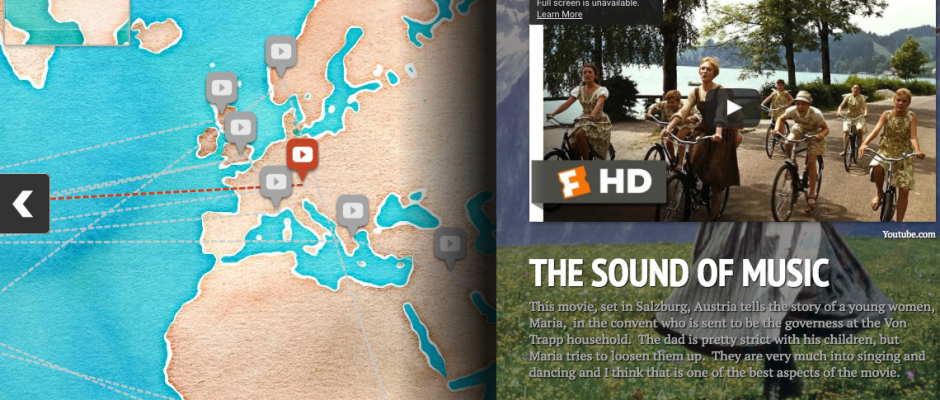 Full screen is unavailable.
Learn More
HD
Youtube.com
THE SOUND OF MUSIC
This movie, set in Salzburg, Austria tells the story of a young women,
Maria,  in the convent who is sent to be the governess at the Von
Trapp household.  The dad is pretty strict with his children, but
Maria tries to loosen them up.  They are very much into singing and
dancing and I think that is one of the best aspects of the movie.